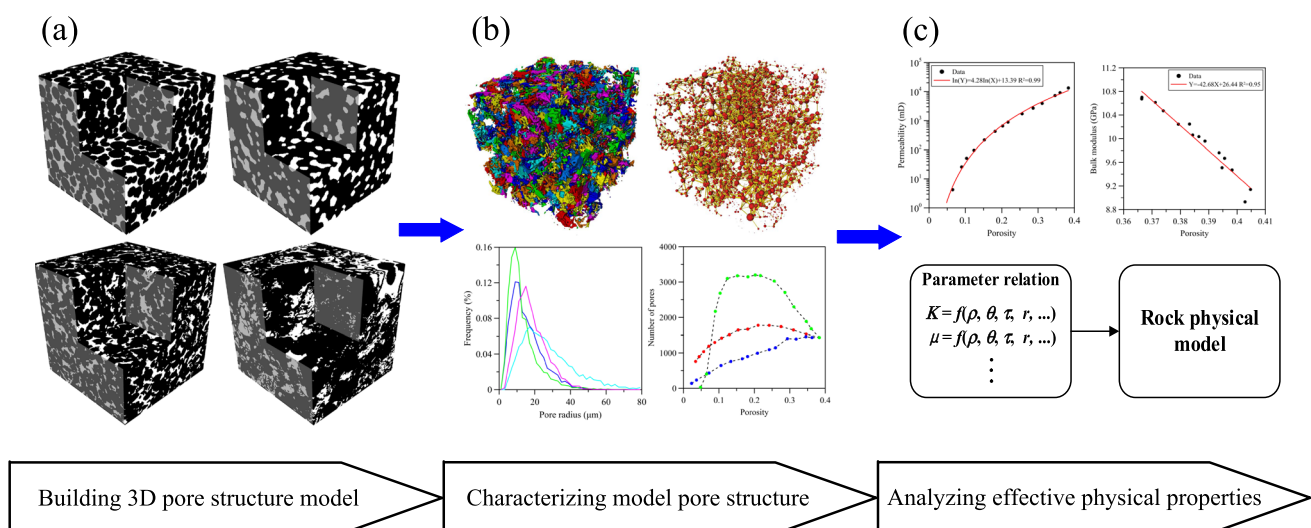 (a)
(b)
(c)
Frequency (%)
0.16
0.12
0.08
0.04
0
0
20
40
60
80
Pore radius (μm)
Number of pores
4000
3000
2000
1000
0
0
0.1
0.2
0.3
0.4
Porosity
Permeability (mD)
10⁵
10⁴
10³
10²
10¹
10⁰
Data
ln(Y)=4.28ln(X)+13.39 R²=0.99
0
0.1
0.2
0.3
0.4
Porosity
Bulk modulus (GPa)
11.2
10.8
10.4
10
9.6
9.2
8.8
Data
Y=-42.68X+26.44 R²=0.95
0.36
0.37
0.38
0.39
0.4
0.41
Porosity
Parameter relation
K = f(ρ, θ, τ, r, ...)
μ = f(ρ, θ, τ, r, ...)
Rock physical
model
Building 3D pore structure model
Characterizing model pore structure
Analyzing effective physical properties